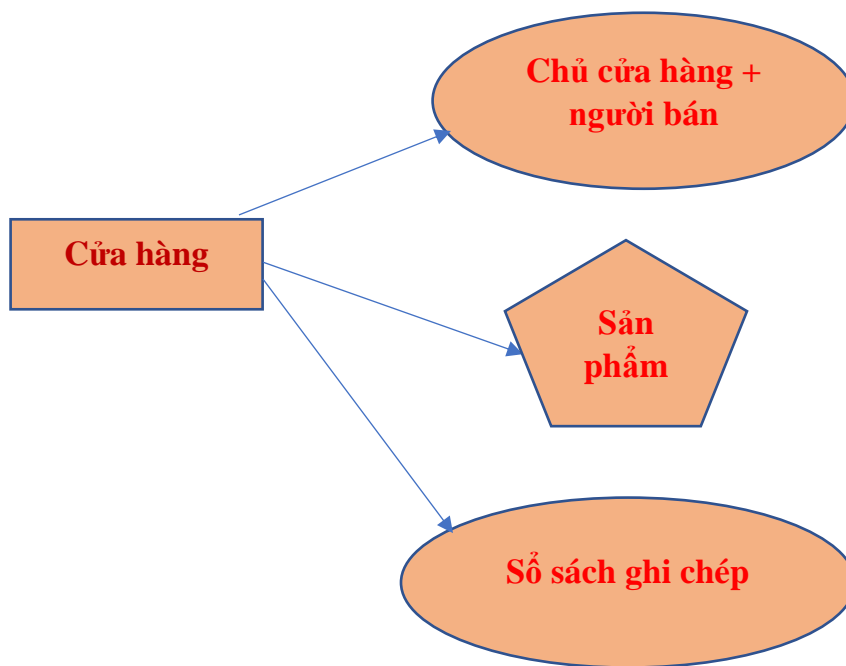 Chủ cửa hàng +
người bán
Cửa hàng
Sản
phẩm
Sổ sách ghi chép